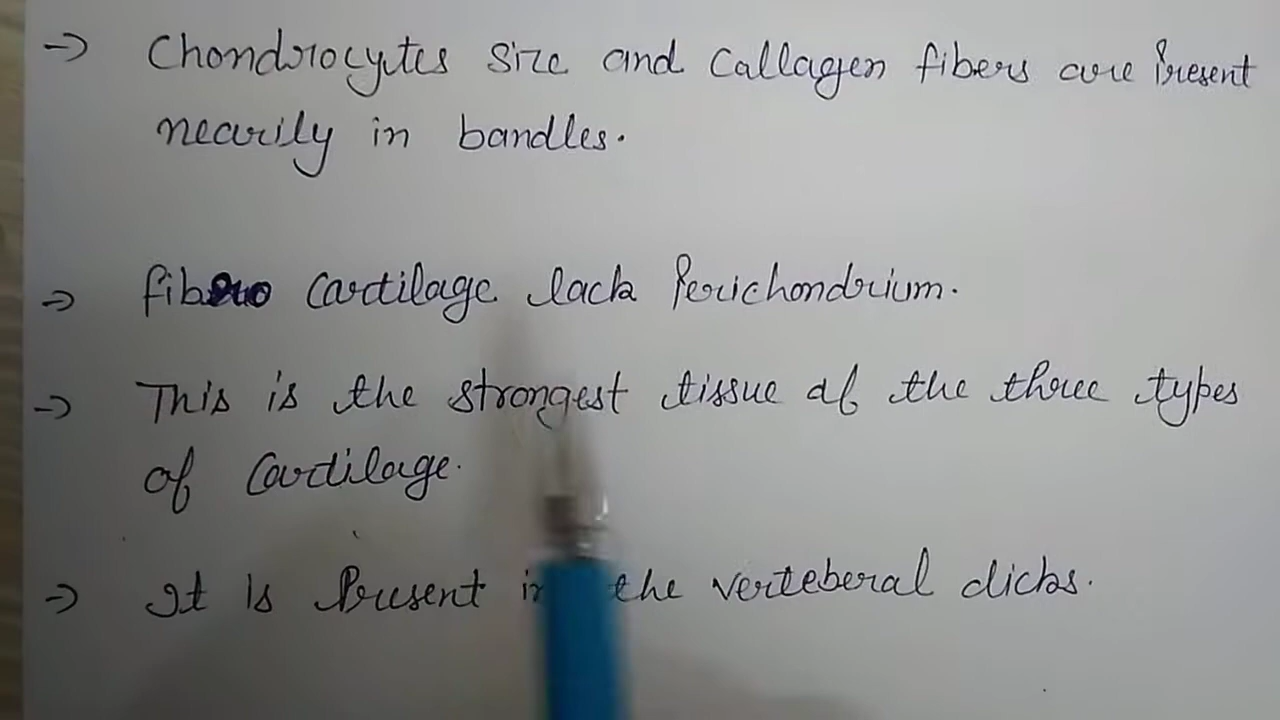 → Chondrocytes size and Callagen fibers are Present
nearily in bandles.
→ fibro Cartilage lack Perichondrium.
→ This is the strongest tissue of the three types
of Cartilage.
→ It is Present in the verteberal dicks.